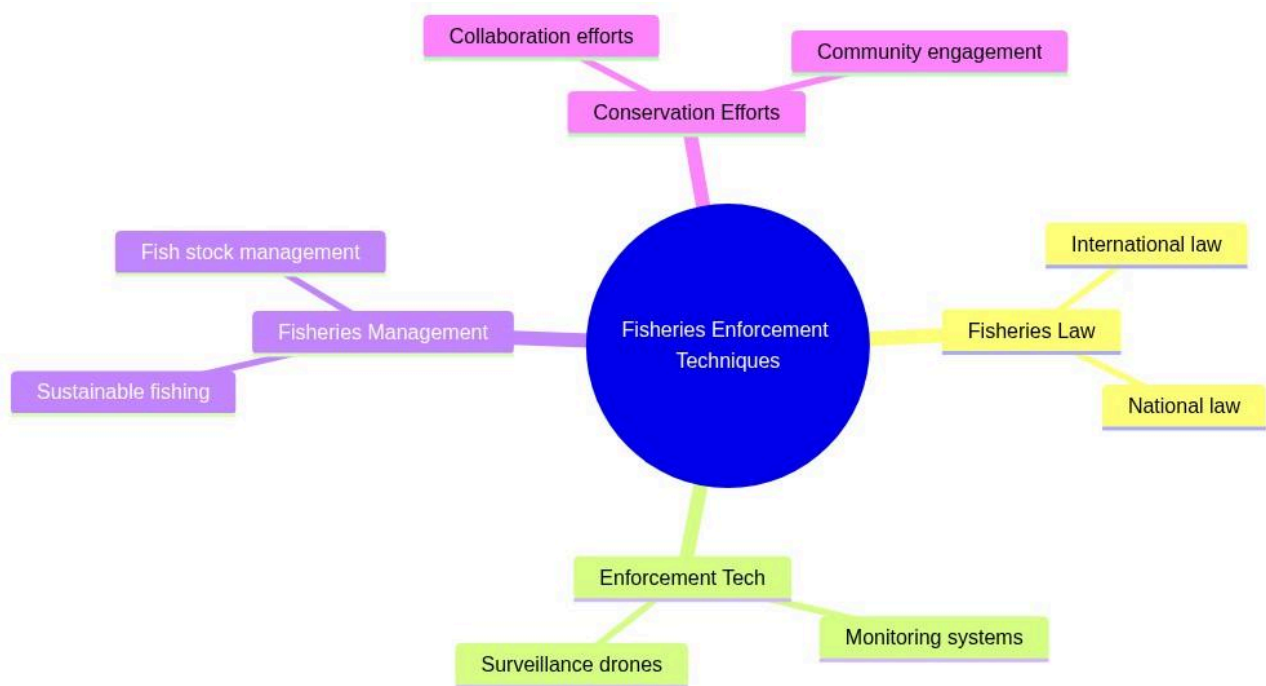 Collaboration efforts
Community engagement
Conservation Efforts
Fish stock management
International law
Fisheries Management
Fisheries Enforcement
Techniques
Fisheries Law
Sustainable fishing
National law
Enforcement Tech
Monitoring systems
Surveillance drones